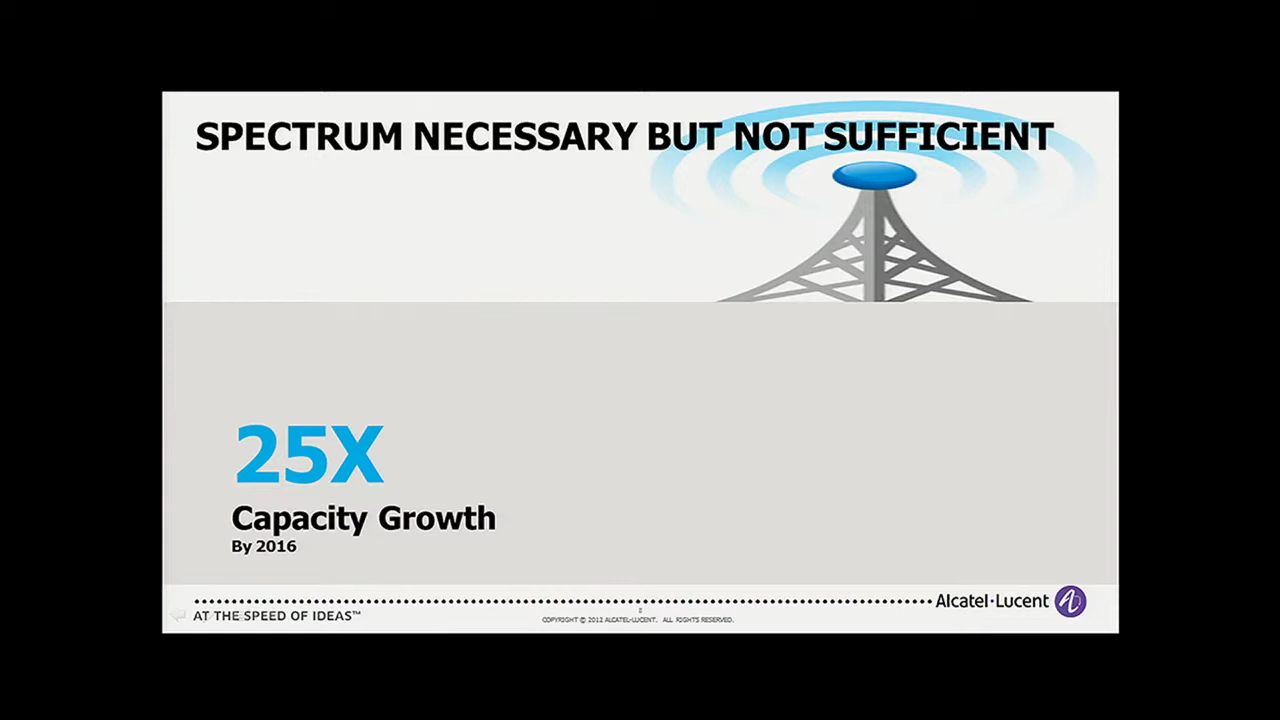 SPECTRUM NECESSARY BUT NOT SUFFICIENT
25X
Capacity Growth
By 2016
Alcatel·Lucent
AT THE SPEED OF IDEAS™
COPYRIGHT © 2012 ALCATEL-LUCENT. ALL RIGHTS RESERVED.